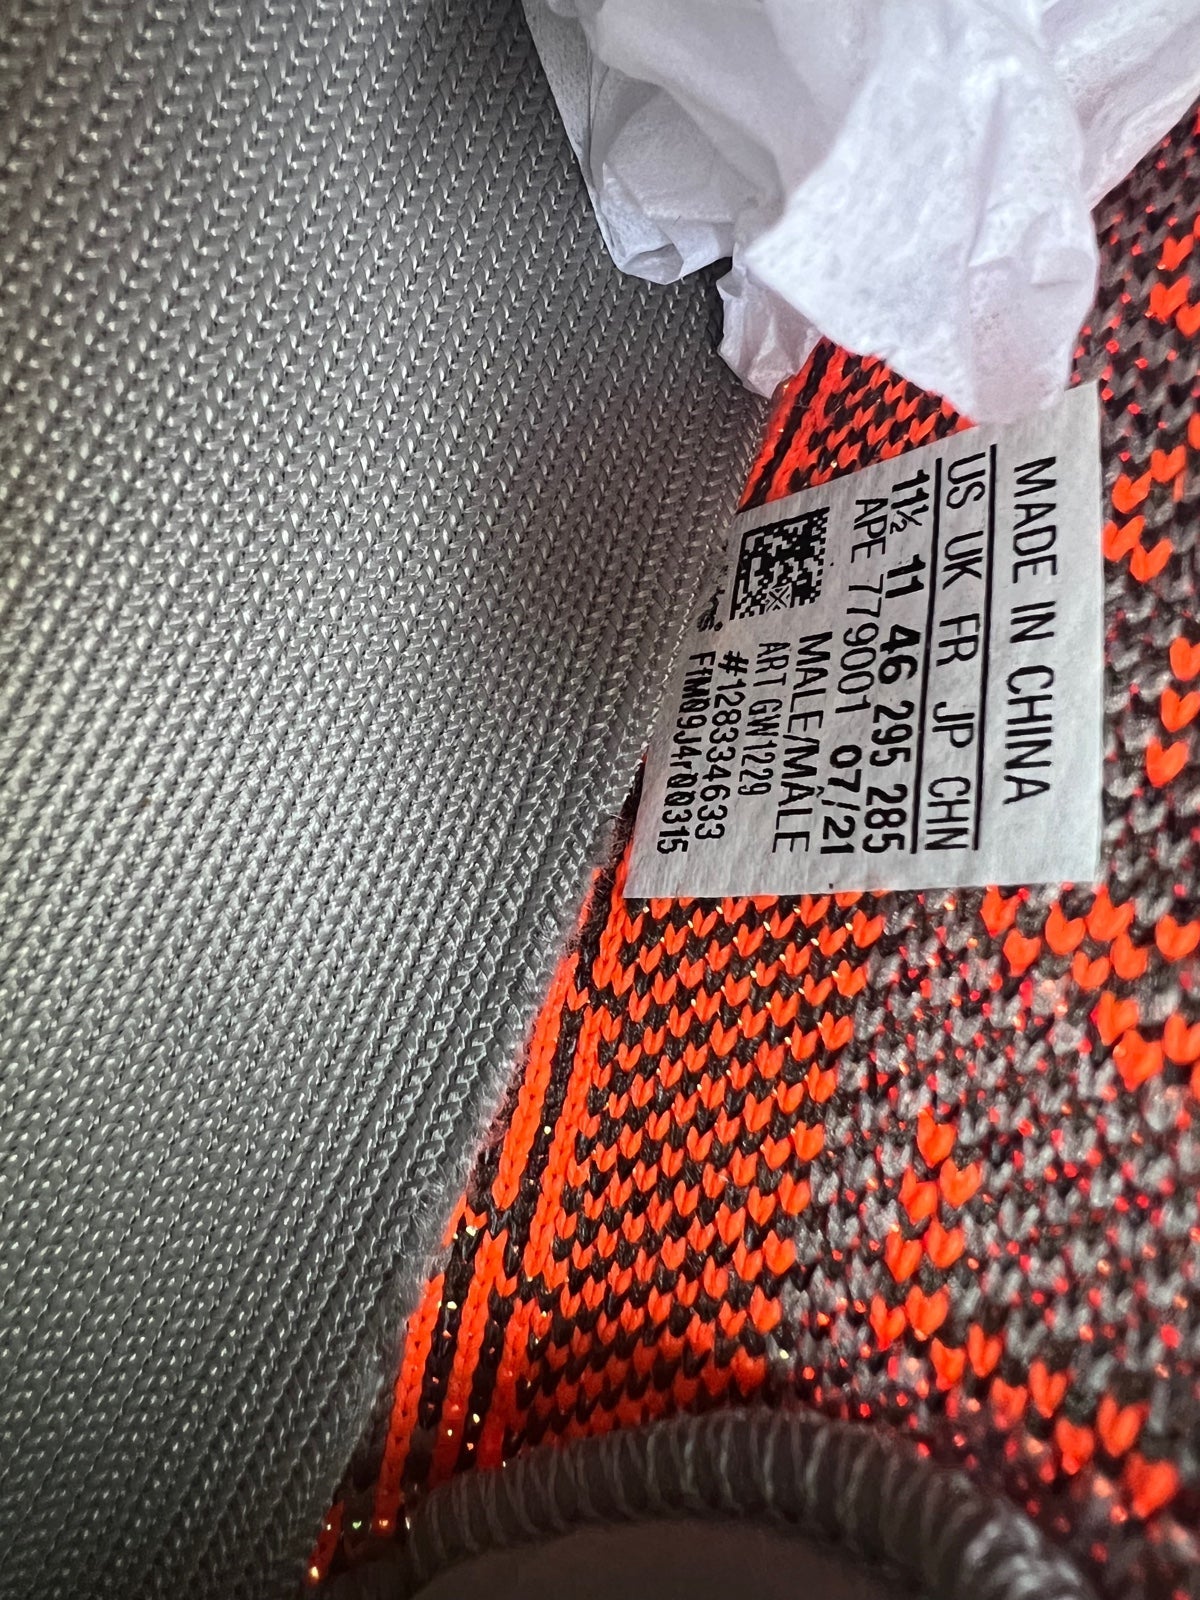 MADE IN CHINA
US UK FR JP CHN
11½ 11 46 295 285
APE 779001 07/21
MALE/MÂLE
ART GW1229
#128334633
F1M09J4r00315